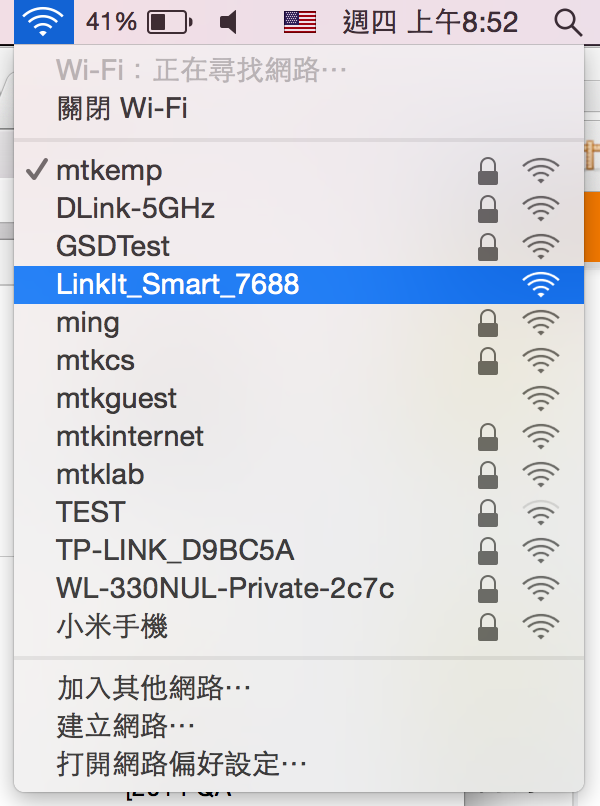 41% 週四 上午8:52
Wi-Fi：正在尋找網路⋯
關閉 Wi-Fi
mtkemp
DLink-5GHz
GSDTest
LinkIt_Smart_7688
ming
mtkcs
mtkguest
mtkinternet
mtklab
TEST
TP-LINK_D9BC5A
WL-330NUL-Private-2c7c
小米手機
加入其他網路⋯
建立網路⋯
打開網路偏好設定⋯